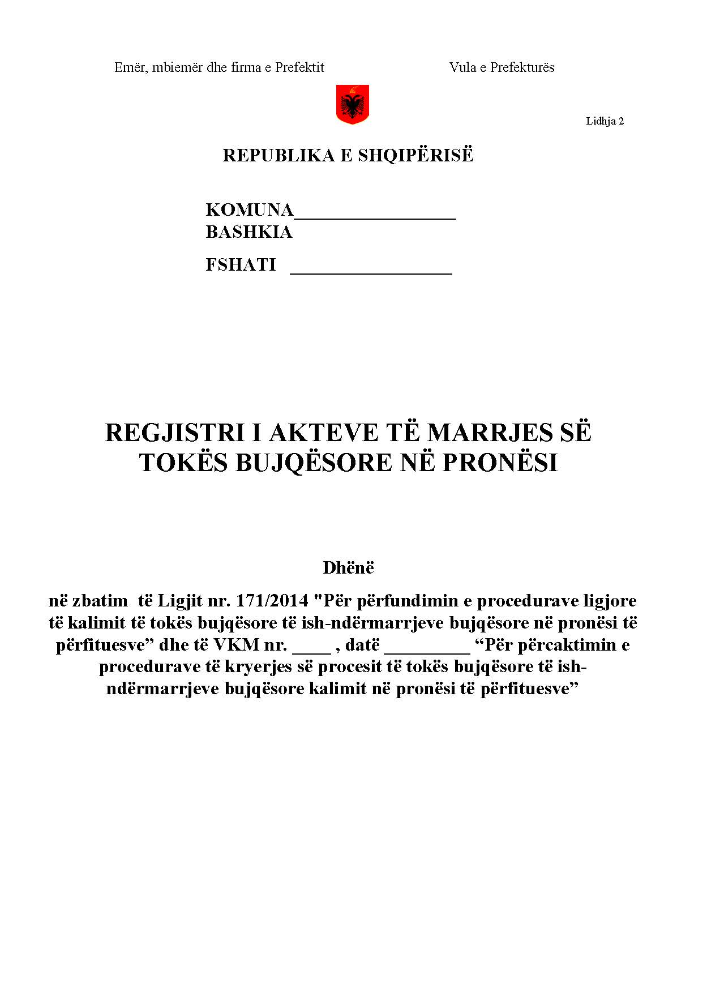 Emër, mbiemër dhe firma e Prefektit Vula e Prefekturës
Lidhja 2
REPUBLIKA E SHQIPËRISË
KOMUNA__________________
BASHKIA
FSHATI __________________
REGJISTRI I AKTEVE TË MARRJES SË
TOKËS BUJQËSORE NË PRONËSI
Dhënë
në zbatim të Ligjit nr. 171/2014 "Për përfundimin e procedurave ligjore
të kalimit të tokës bujqësore të ish-ndërmarrjeve bujqësore në pronësi të
përfituesve” dhe të VKM nr. ____ , datë _________ “Për përcaktimin e
procedurave të kryerjes së procesit të tokës bujqësore të ish-
ndërmarrjeve bujqësore kalimit në pronësi të përfituesve”